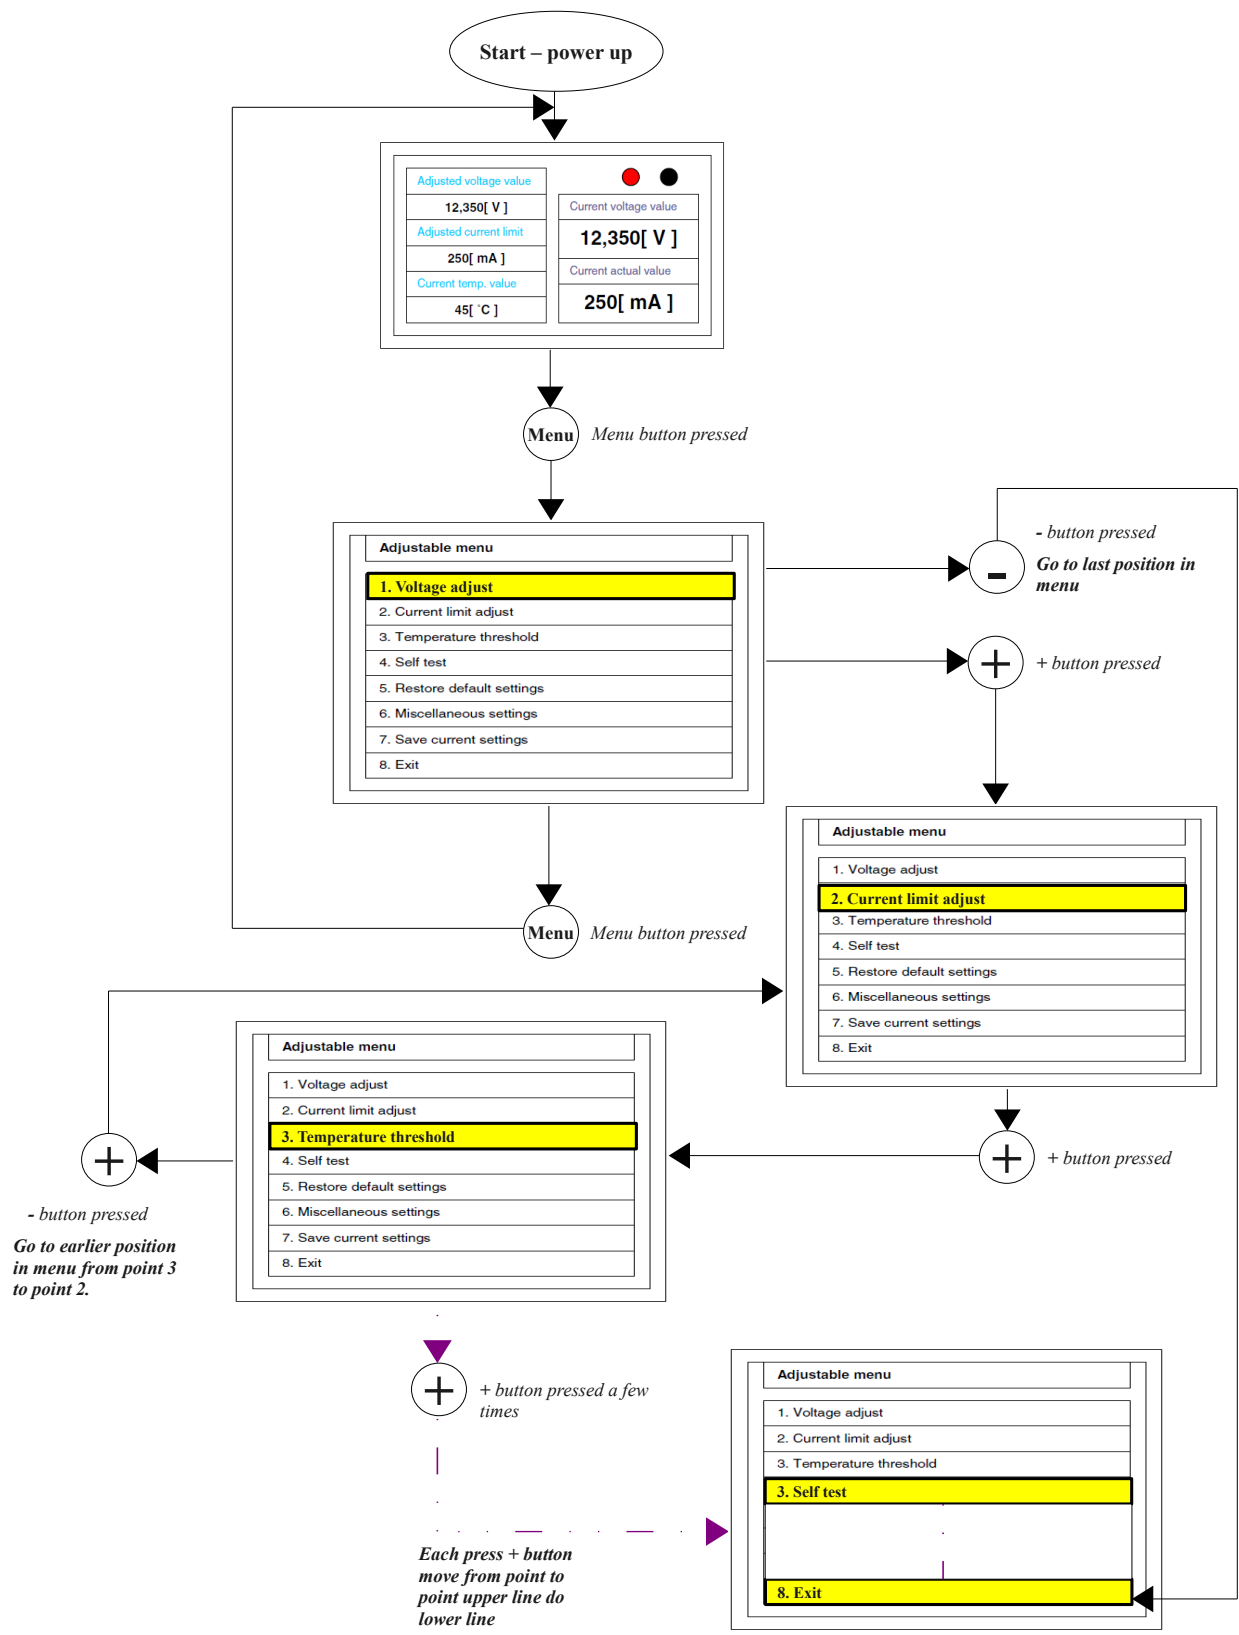 Start – power up
Adjusted voltage value
12,350[ V ]
Adjusted current limit
250[ mA ]
Current temp. value
45[ °C ]
Current voltage value
12,350[ V ]
Current actual value
250[ mA ]
Menu
Menu button pressed
Adjustable menu
1. Voltage adjust
2. Current limit adjust
3. Temperature threshold
4. Self test
5. Restore default settings
6. Miscellaneous settings
7. Save current settings
8. Exit
-
- button pressed
Go to last position in
menu
+
+ button pressed
Menu
Menu button pressed
Adjustable menu
1. Voltage adjust
2. Current limit adjust
3. Temperature threshold
4. Self test
5. Restore default settings
6. Miscellaneous settings
7. Save current settings
8. Exit
+
+ button pressed
Adjustable menu
1. Voltage adjust
2. Current limit adjust
3. Temperature threshold
4. Self test
5. Restore default settings
6. Miscellaneous settings
7. Save current settings
8. Exit
+
- button pressed
Go to earlier position
in menu from point 3
to point 2.
+
+ button pressed a few
times
Each press + button
move from point to
point upper line do
lower line
Adjustable menu
1. Voltage adjust
2. Current limit adjust
3. Temperature threshold
3. Self test
8. Exit